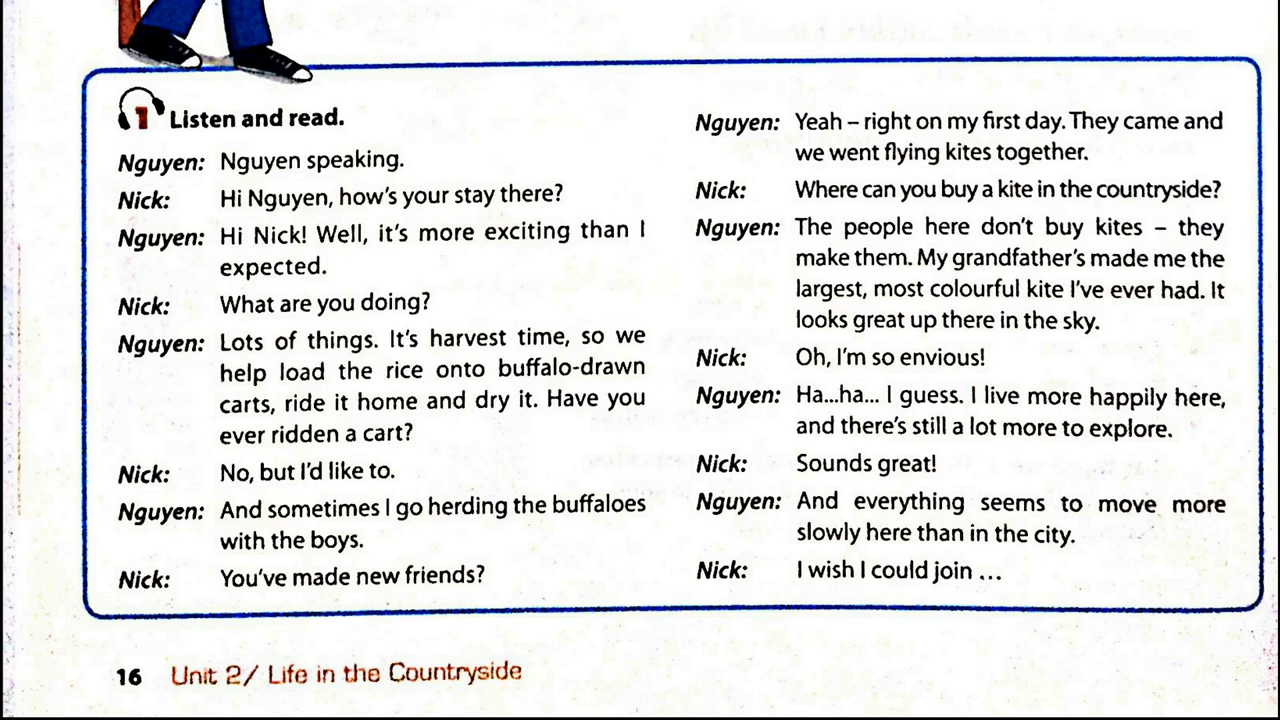 1 Listen and read.
Nguyen: Nguyen speaking.
Nick: Hi Nguyen, how's your stay there?
Nguyen: Hi Nick! Well, it's more exciting than I
expected.
Nick: What are you doing?
Nguyen: Lots of things. It's harvest time, so we
help load the rice onto buffalo-drawn
carts, ride it home and dry it. Have you
ever ridden a cart?
Nick: No, but I'd like to.
Nguyen: And sometimes I go herding the buffaloes
with the boys.
Nick: You've made new friends?
Nguyen: Yeah – right on my first day. They came and
we went flying kites together.
Nick: Where can you buy a kite in the countryside?
Nguyen: The people here don't buy kites – they
make them. My grandfather's made me the
largest, most colourful kite I've ever had. It
looks great up there in the sky.
Nick: Oh, I'm so envious!
Nguyen: Ha...ha... I guess. I live more happily here,
and there's still a lot more to explore.
Nick: Sounds great!
Nguyen: And everything seems to move more
slowly here than in the city.
Nick: I wish I could join ...
16 Unit 2/ Life in the Countryside